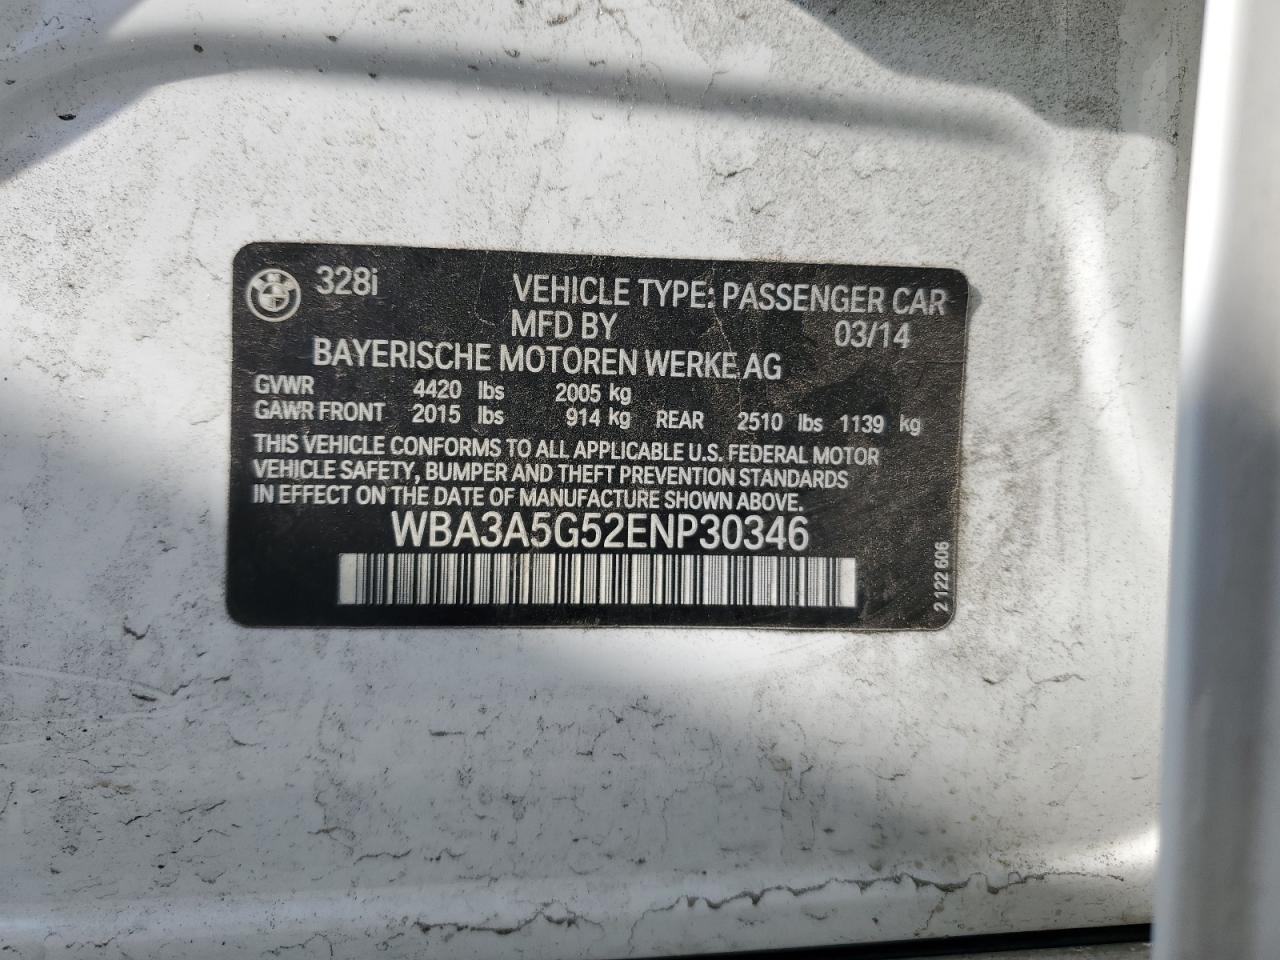 328i
VEHICLE TYPE: PASSENGER CAR
MFD BY 03/14
BAYERISCHE MOTOREN WERKE AG
GVWR 4420 lbs 2005 kg
GAWR FRONT 2015 lbs 914 kg REAR 2510 lbs 1139 kg
THIS VEHICLE CONFORMS TO ALL APPLICABLE U.S. FEDERAL MOTOR
VEHICLE SAFETY, BUMPER AND THEFT PREVENTION STANDARDS
IN EFFECT ON THE DATE OF MANUFACTURE SHOWN ABOVE.
WBA3A5G52ENP30346
2 122 606